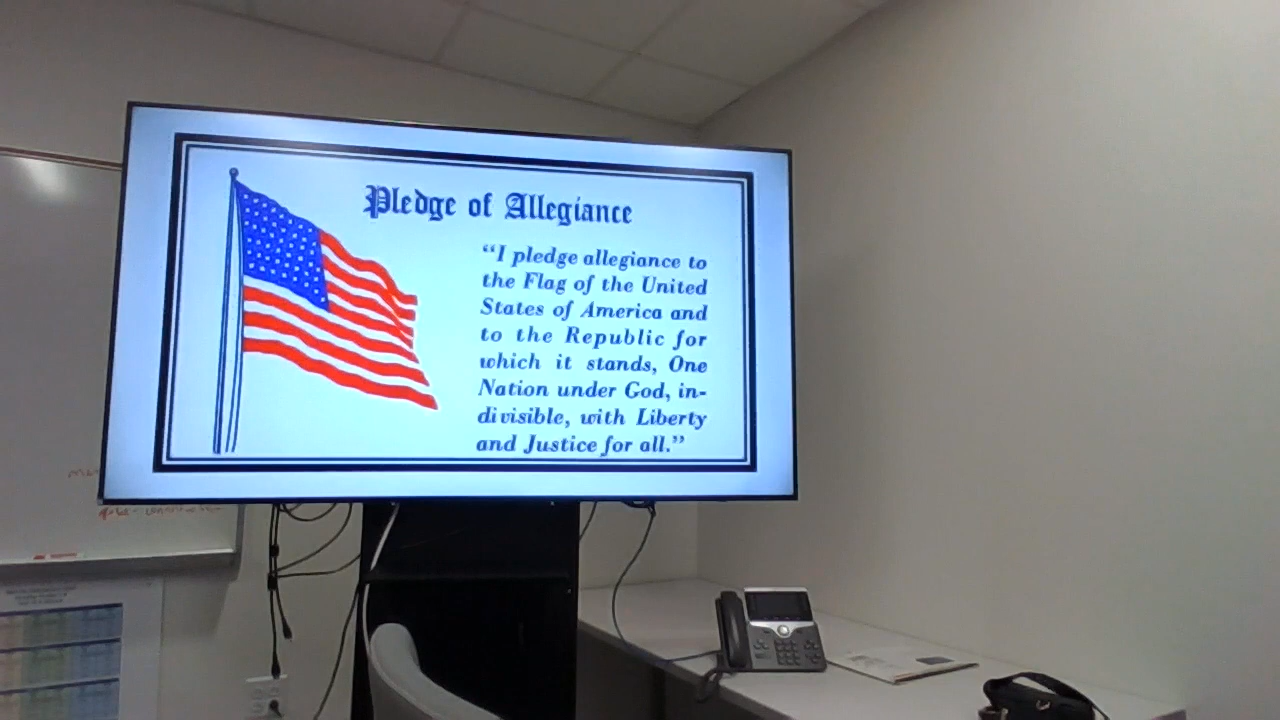 Pledge of Allegiance
“I pledge allegiance to
the Flag of the United
States of America and
to the Republic for
which it stands, One
Nation under God, in-
divisible, with Liberty
and Justice for all.”